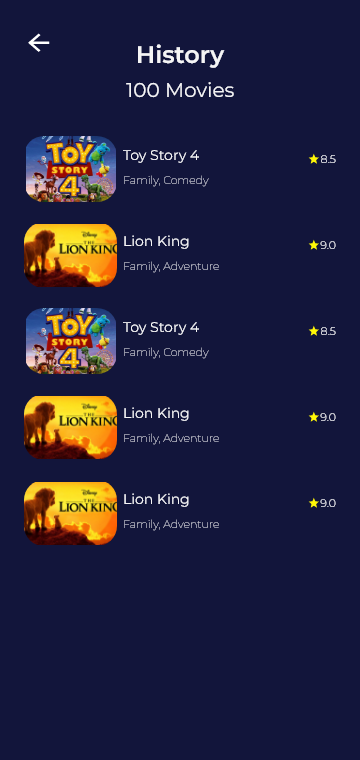 History
100 Movies
TOY
STORY
4
Toy Story 4
Family, Comedy
8.5
Disney
THE
LION KING
Lion King
Family, Adventure
9.0
TOY
STORY
4
Toy Story 4
Family, Comedy
8.5
Disney
THE
LION KING
Lion King
Family, Adventure
9.0
Disney
THE
LION KING
Lion King
Family, Adventure
9.0